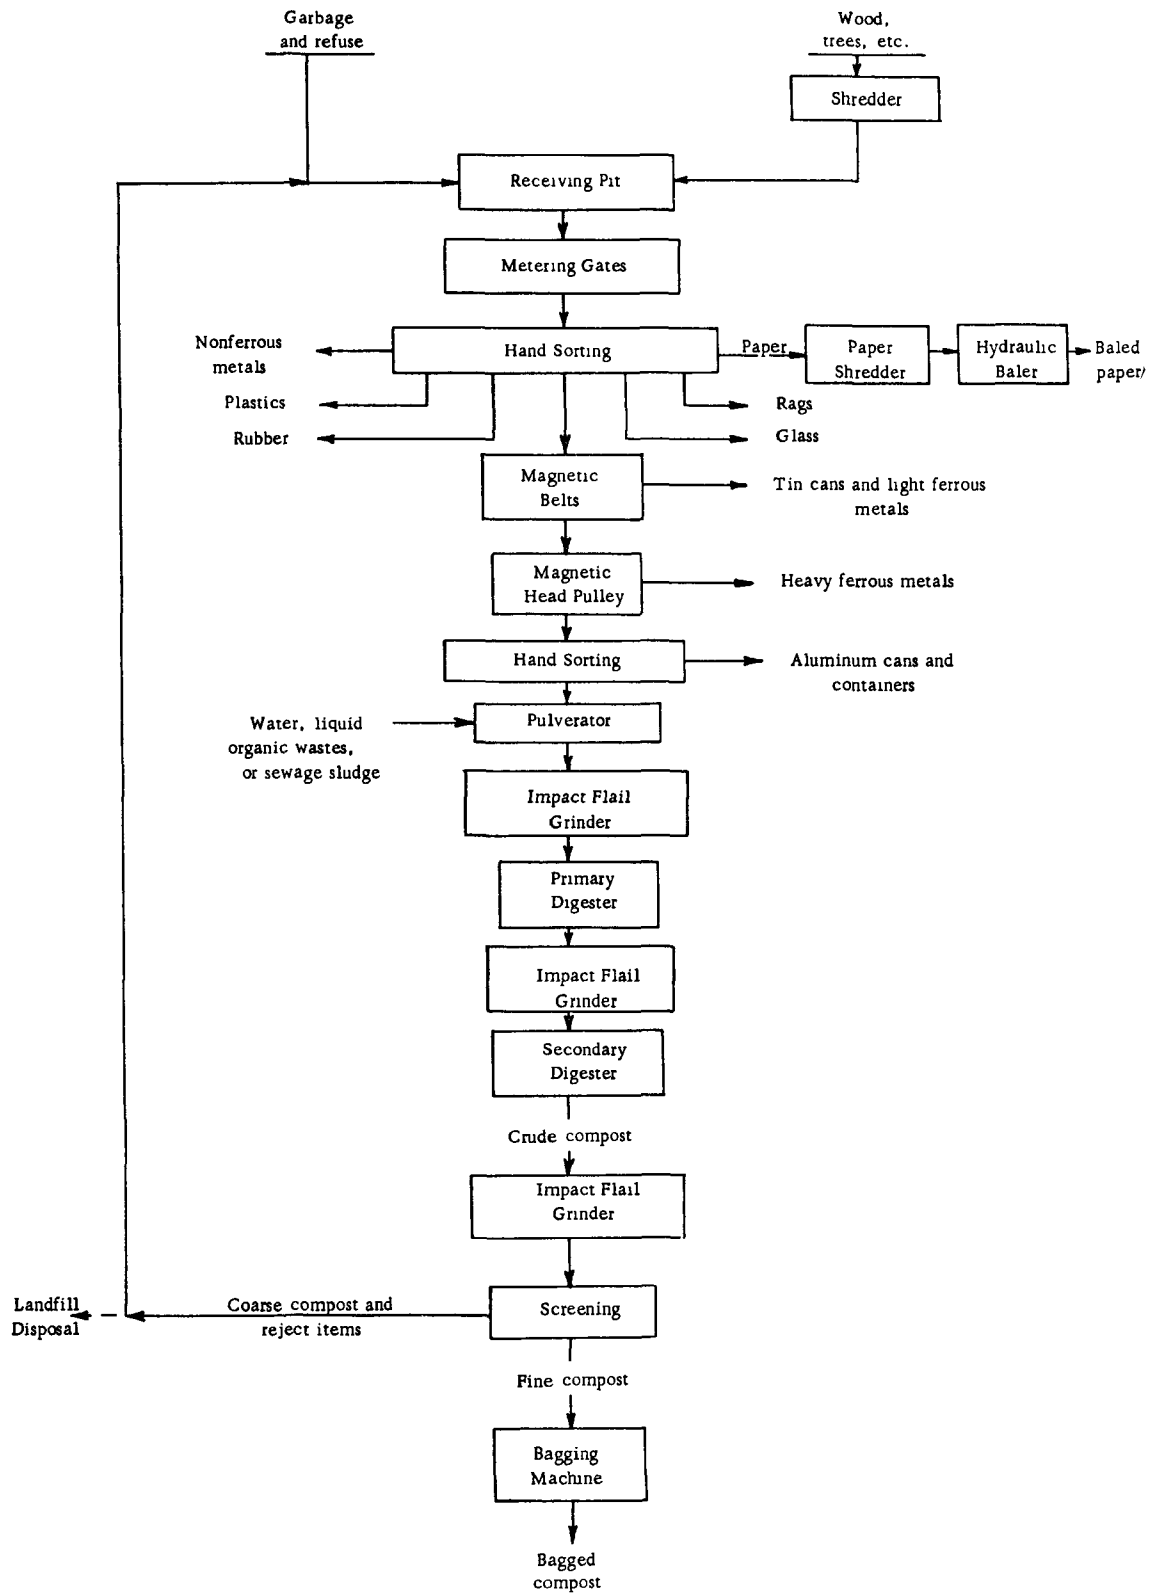 Garbage
and refuse
Wood,
trees, etc.
Shredder
Receiving Pit
Metering Gates
Nonferrous
metals
Hand Sorting
Paper
Paper
Shredder
Hydraulic
Baler
Baled
paper
Plastics
Rags
Rubber
Glass
Magnetic
Belts
Tin cans and light ferrous
metals
Magnetic
Head Pulley
Heavy ferrous metals
Hand Sorting
Aluminum cans and
containers
Water, liquid
organic wastes,
or sewage sludge
Pulverator
Impact Flail
Grinder
Primary
Digester
Impact Flail
Grinder
Secondary
Digester
Crude compost
Impact Flail
Grinder
Landfill
Disposal
Coarse compost and
reject items
Screening
Fine compost
Bagging
Machine
Bagged
compost